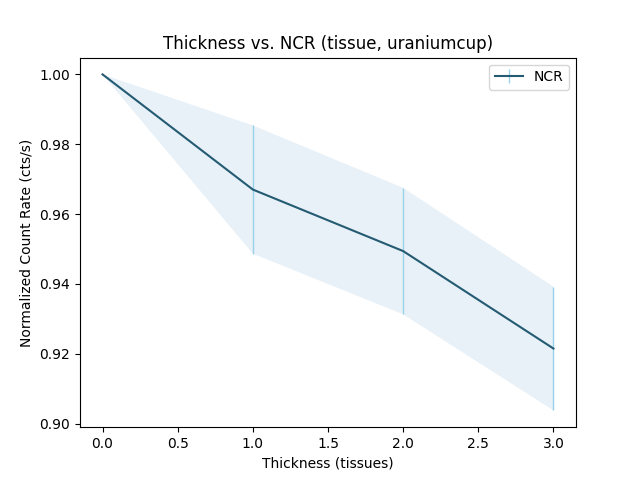 Thickness vs. NCR (tissue, uraniumcup)
NCR
Normalized Count Rate (cts/s)
1.00
0.98
0.96
0.94
0.92
0.90
0.0 0.5 1.0 1.5 2.0 2.5 3.0
Thickness (tissues)